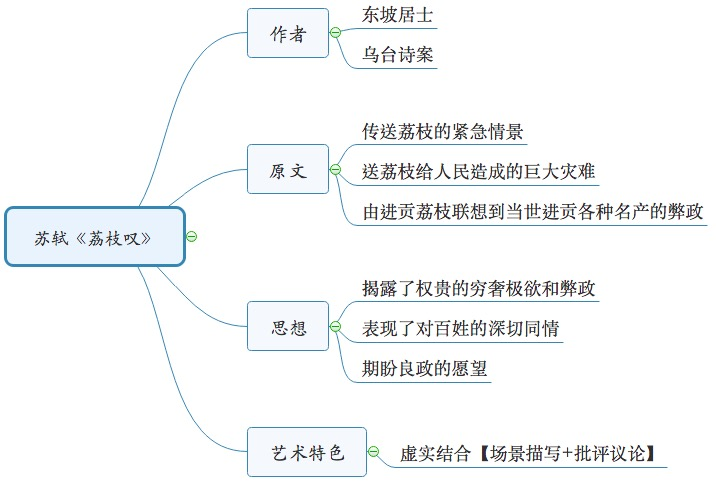 苏轼《荔枝叹》
作者
东坡居士
乌台诗案
原文
传送荔枝的紧急情景
送荔枝给人民造成的巨大灾难
由进贡荔枝联想到当世进贡各种名产的弊政
思想
揭露了权贵的穷奢极欲和弊政
表现了对百姓的深切同情
期盼良政的愿望
艺术特色
虚实结合【场景描写+批评议论】